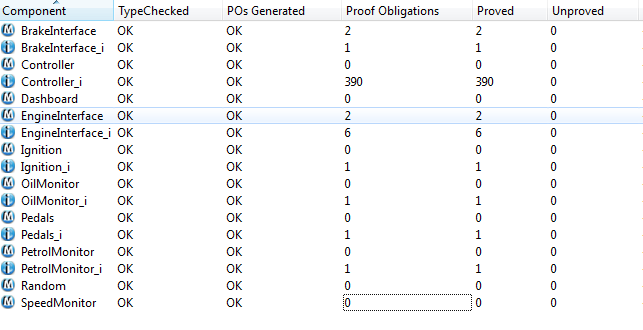 Component TypeChecked POs Generated Proof Obligations Proved Unproved
M BrakeInterface OK OK 2 2 0
i BrakeInterface_i OK OK 1 1 0
M Controller OK OK 0 0 0
i Controller_i OK OK 390 390 0
M Dashboard OK OK 0 0 0
M EngineInterface OK OK 2 2 0
i EngineInterface_i OK OK 6 6 0
M Ignition OK OK 0 0 0
i Ignition_i OK OK 1 1 0
M OilMonitor OK OK 0 0 0
i OilMonitor_i OK OK 1 1 0
M Pedals OK OK 0 0 0
i Pedals_i OK OK 1 1 0
M PetrolMonitor OK OK 0 0 0
i PetrolMonitor_i OK OK 1 1 0
M Random OK OK 0 0 0
M SpeedMonitor OK OK 0 0 0